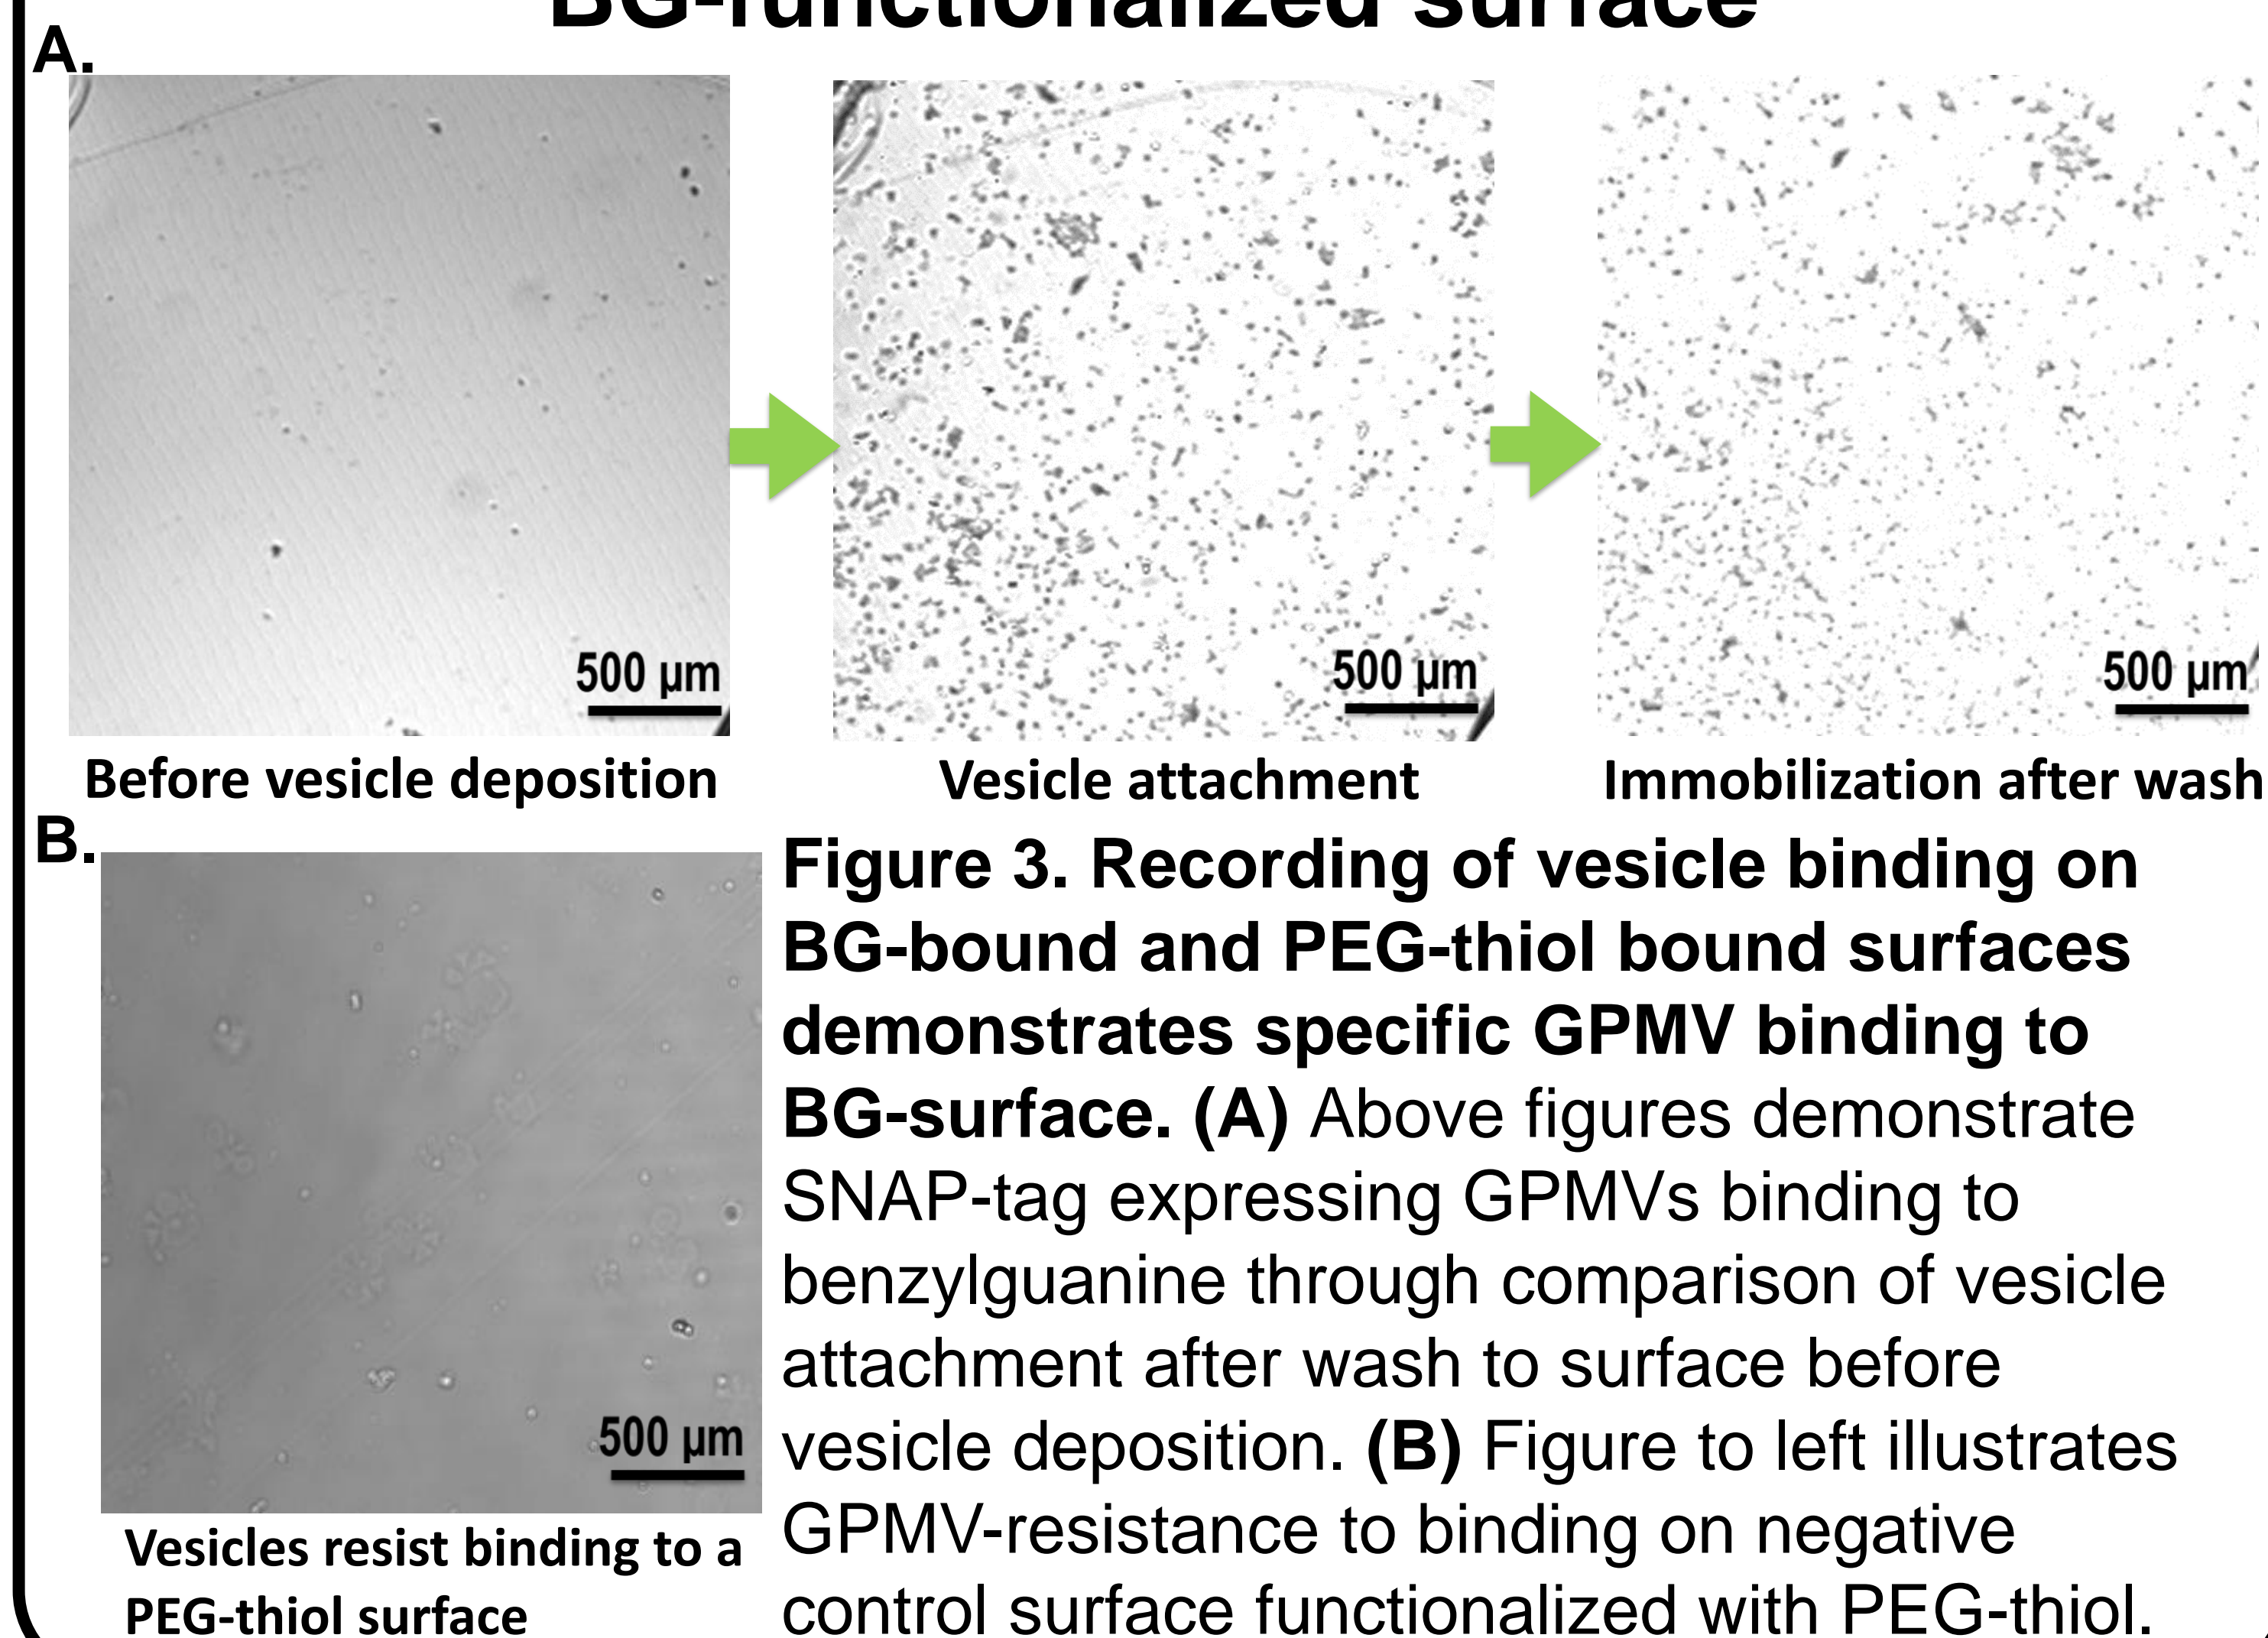 BG-functionalized surface
A.
500 µm
500 µm
500 µm
Before vesicle deposition
Vesicle attachment
Immobilization after wash
B.
500 µm
Vesicles resist binding to a
PEG-thiol surface
Figure 3. Recording of vesicle binding on
BG-bound and PEG-thiol bound surfaces
demonstrates specific GPMV binding to
BG-surface. (A) Above figures demonstrate
SNAP-tag expressing GPMVs binding to
benzylguanine through comparison of vesicle
attachment after wash to surface before
vesicle deposition. (B) Figure to left illustrates
GPMV-resistance to binding on negative
control surface functionalized with PEG-thiol.